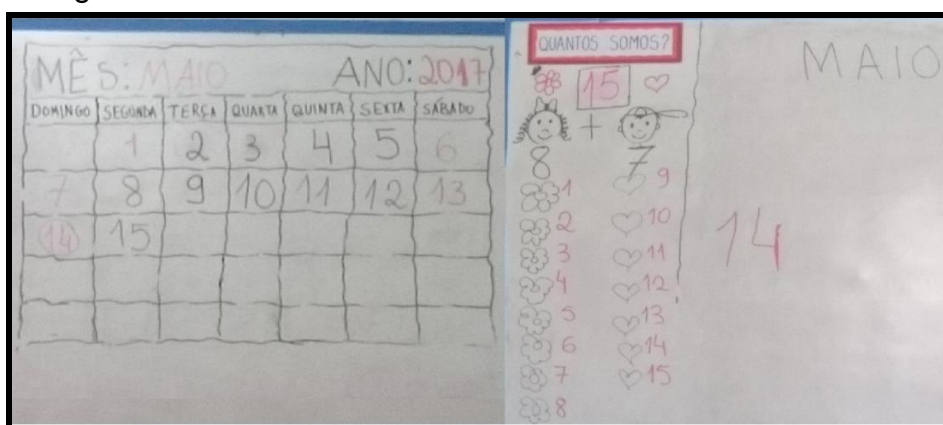 MÊS: MAIO ANO: 2017
DOMINGO SEGUNDA TERÇA QUARTA QUINTA SEXTA SÁBADO
1 2 3 4 5 6
7 8 9 10 11 12 13
14 15
QUANTOS SOMOS?
15
+
8 7
1 9
2 10
3 11
4 12
5 13
6 14
7 15
8
MAIO
14